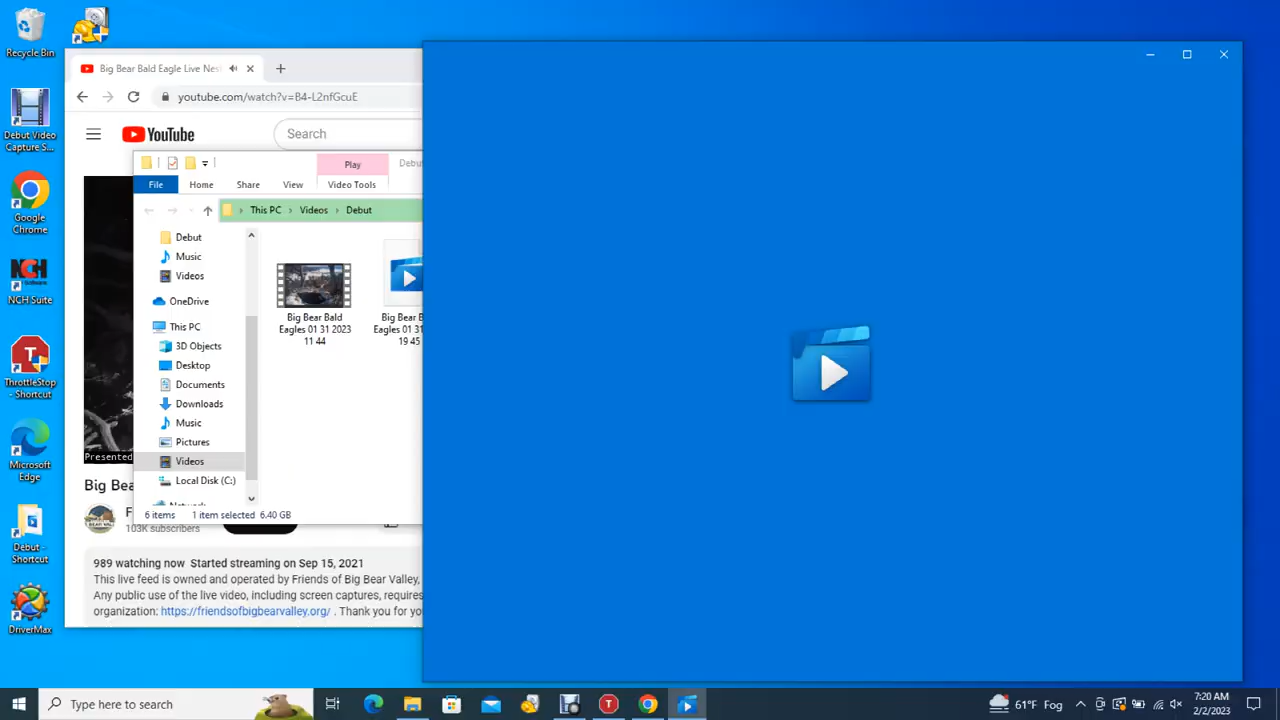 Recycle Bin
Debut Video
Capture S...
Google
Chrome
NCH
NCH Suite
ThrottleStop
- Shortcut
Microsoft
Edge
Debut -
Shortcut
DriverMax
Big Bear Bald Eagle Live Nes
youtube.com/watch?v=B4-L2nfGcuE
YouTube
Search
Play
Debut
File
Home
Share
View
Video Tools
This PC
Videos
Debut
Debut
Music
Videos
OneDrive
This PC
3D Objects
Desktop
Documents
Downloads
Music
Pictures
Videos
Local Disk (C:)
Network
Big Bear Bald
Eagles 01 31 2023
11 44
Big Bear B
Eagles 01 31
19 45
6 items
1 item selected 6.40 GB
Presented
Big Bea
F
103K subscribers
989 watching now Started streaming on Sep 15, 2021
This live feed is owned and operated by Friends of Big Bear Valley,
Any public use of the live video, including screen captures, requires
organization: https://friendsofbigbearvalley.org/ . Thank you for yo
Type here to search
T
61°F Fog
7:20 AM
2/2/2023